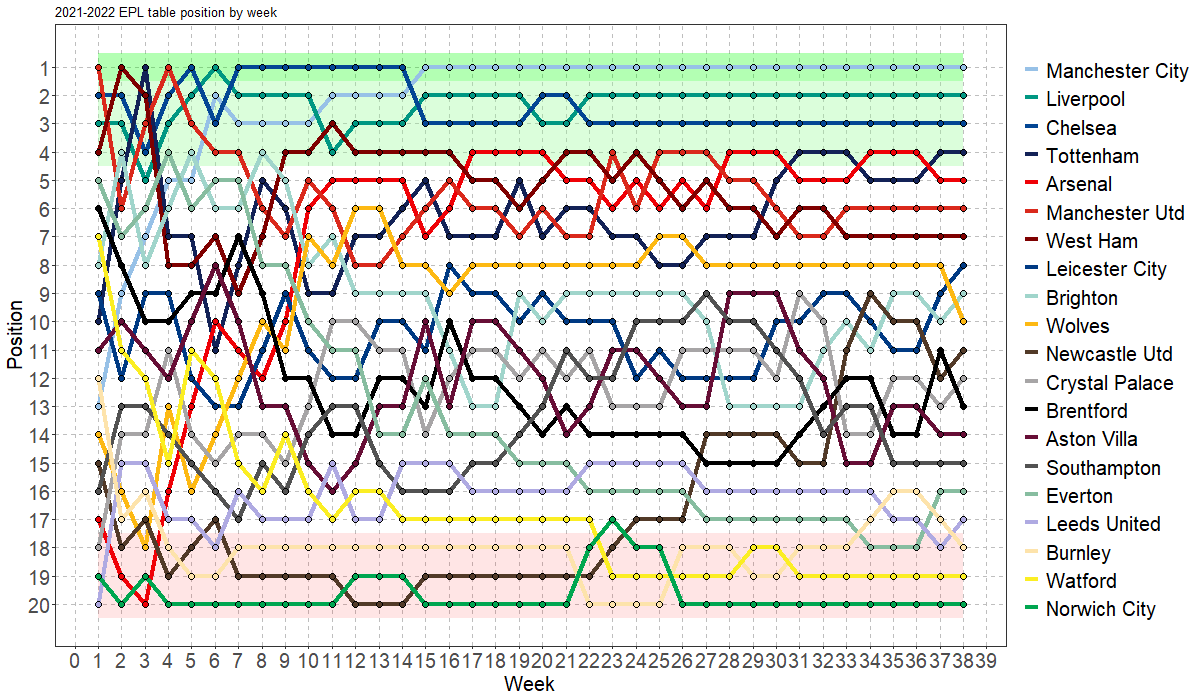 2021-2022 EPL table position by week
Position
1
2
3
4
5
6
7
8
9
10
11
12
13
14
15
16
17
18
19
20
0 1 2 3 4 5 6 7 8 9 10 11 12 13 14 15 16 17 18 19 20 21 22 23 24 25 26 27 28 29 30 31 32 33 34 35 36 37 38 39
Week
Manchester City
Liverpool
Chelsea
Tottenham
Arsenal
Manchester Utd
West Ham
Leicester City
Brighton
Wolves
Newcastle Utd
Crystal Palace
Brentford
Aston Villa
Southampton
Everton
Leeds United
Burnley
Watford
Norwich City